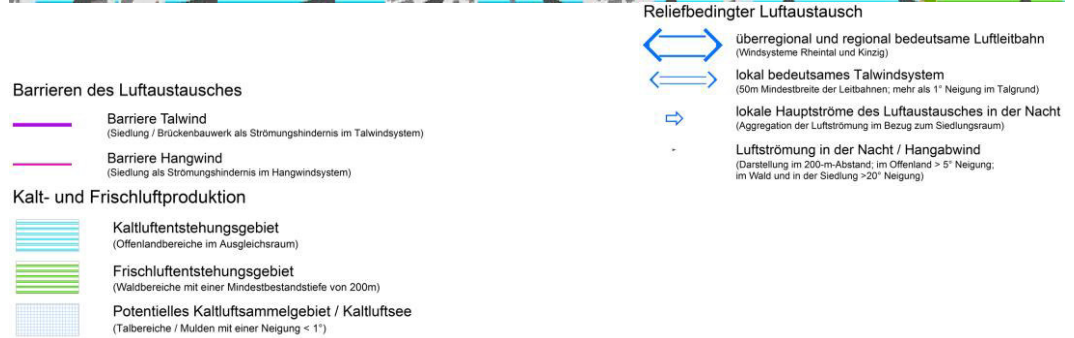 Barrieren des Luftaustausches
Barriere Talwind
(Siedlung / Brückenbauwerk als Strömungshindernis im Talwindsystem)
Barriere Hangwind
(Siedlung als Strömungshindernis im Hangwindsystem)
Kalt- und Frischluftproduktion
Kaltluftentstehungsgebiet
(Offenlandbereiche im Ausgleichsraum)
Frischluftentstehungsgebiet
(Waldbereiche mit einer Mindestbestandstiefe von 200m)
Potentielles Kaltluftsammelgebiet / Kaltluftsee
(Talbereiche / Mulden mit einer Neigung < 1°)
Reliefbedingter Luftaustausch
überregional und regional bedeutsame Luftleitbahn
(Windsysteme Rheintal und Kinzig)
lokal bedeutsames Talwindsystem
(50m Mindestbreite der Leitbahnen; mehr als 1° Neigung im Talgrund)
lokale Hauptströme des Luftaustausches in der Nacht
(Aggregation der Luftströmung im Bezug zum Siedlungsraum)
Luftströmung in der Nacht / Hangabwind
(Darstellung im 200-m-Abstand; im Offenland > 5° Neigung;
im Wald und in der Siedlung >20° Neigung)